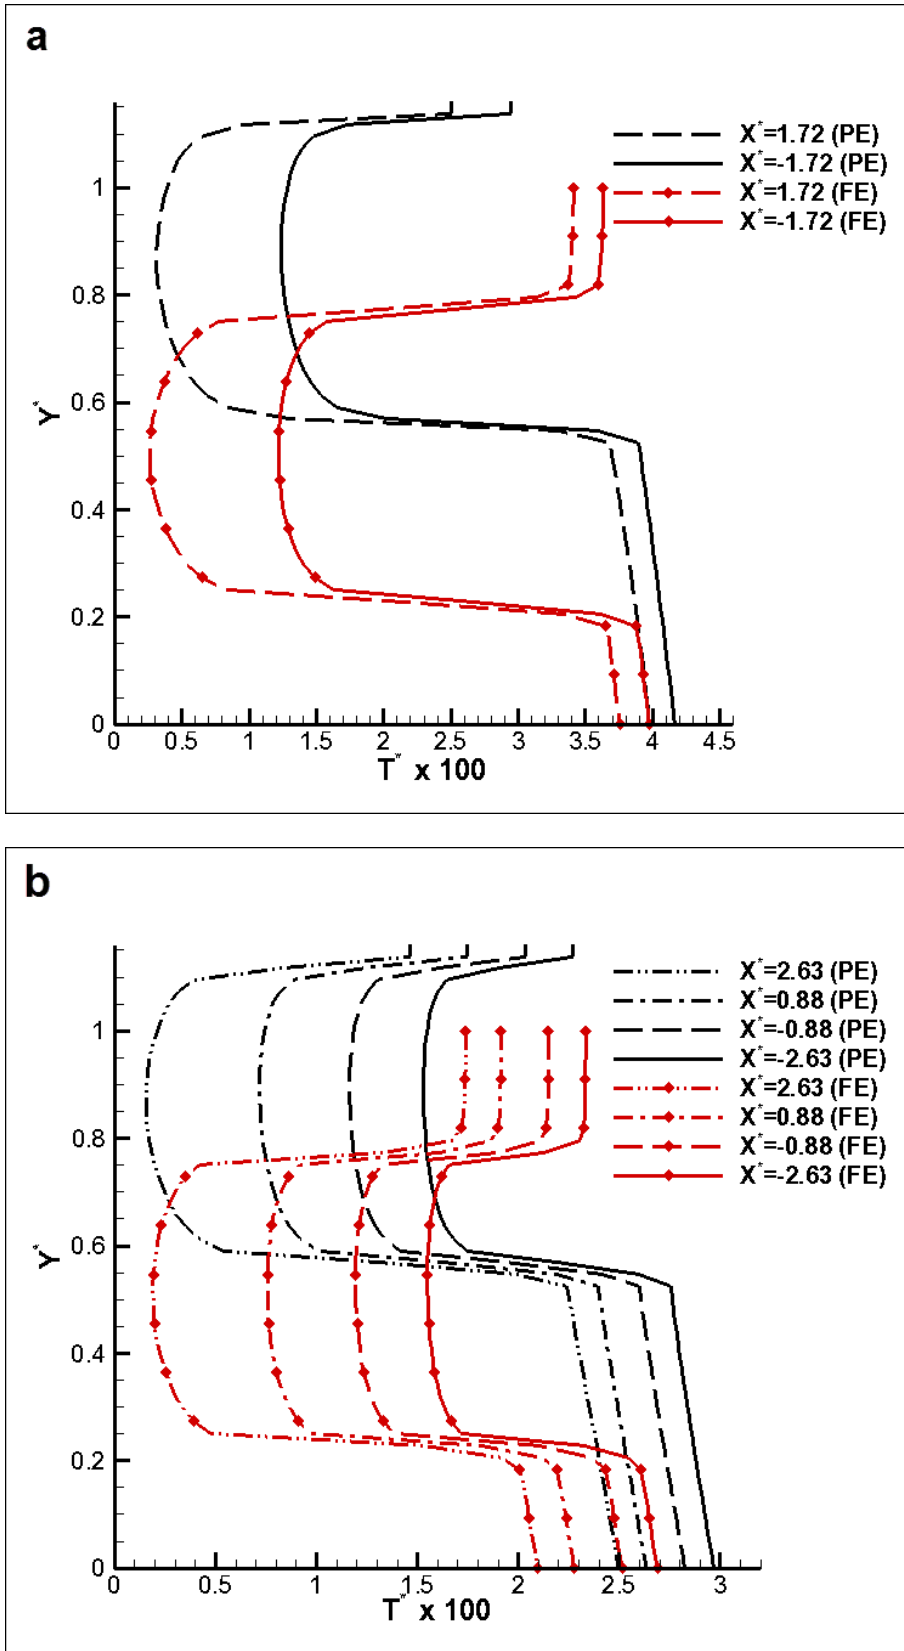 a
X*=1.72 (PE)
X*=-1.72 (PE)
X*=1.72 (FE)
X*=-1.72 (FE)
1
0.8
0.6
0.4
0.2
0
Y*
0 0.5 1 1.5 2 2.5 3 3.5 4 4.5
T* x 100
b
X*=2.63 (PE)
X*=0.88 (PE)
X*=-0.88 (PE)
X*=-2.63 (PE)
X*=2.63 (FE)
X*=0.88 (FE)
X*=-0.88 (FE)
X*=-2.63 (FE)
1
0.8
0.6
0.4
0.2
0
Y*
0 0.5 1 1.5 2 2.5 3
T* x 100